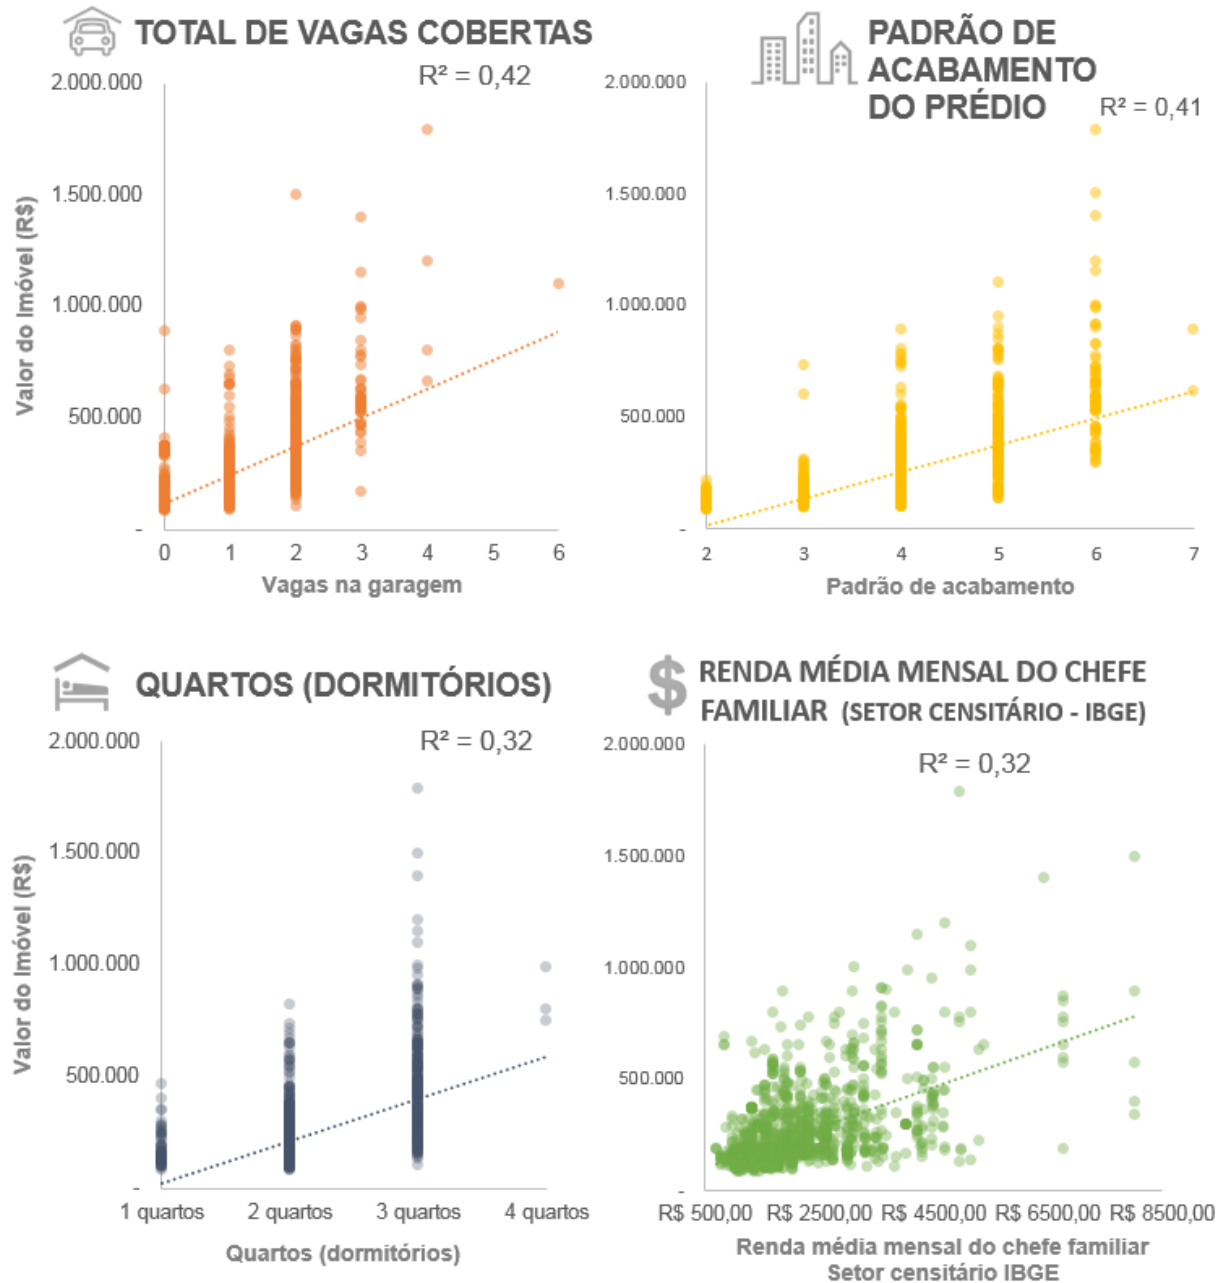 TOTAL DE VAGAS COBERTAS
R² = 0,42
2.000.000
1.500.000
1.000.000
500.000
-
Valor do Imóvel (R$)
0 1 2 3 4 5 6
Vagas na garagem
PADRÃO DE
ACABAMENTO
DO PRÉDIO
R² = 0,41
2.000.000
1.500.000
1.000.000
500.000
-
2 3 4 5 6 7
Padrão de acabamento
QUARTOS (DORMITÓRIOS)
R² = 0,32
2.000.000
1.500.000
1.000.000
500.000
-
Valor do Imóvel (R$)
1 quartos 2 quartos 3 quartos 4 quartos
Quartos (dormitórios)
$
RENDA MÉDIA MENSAL DO CHEFE
FAMILIAR (SETOR CENSITÁRIO - IBGE)
R² = 0,32
2.000.000
1.500.000
1.000.000
500.000
-
R$ 500,00 R$ 2500,00 R$ 4500,00 R$ 6500,00 R$ 8500,00
Renda média mensal do chefe familiar
Setor censitário IBGE